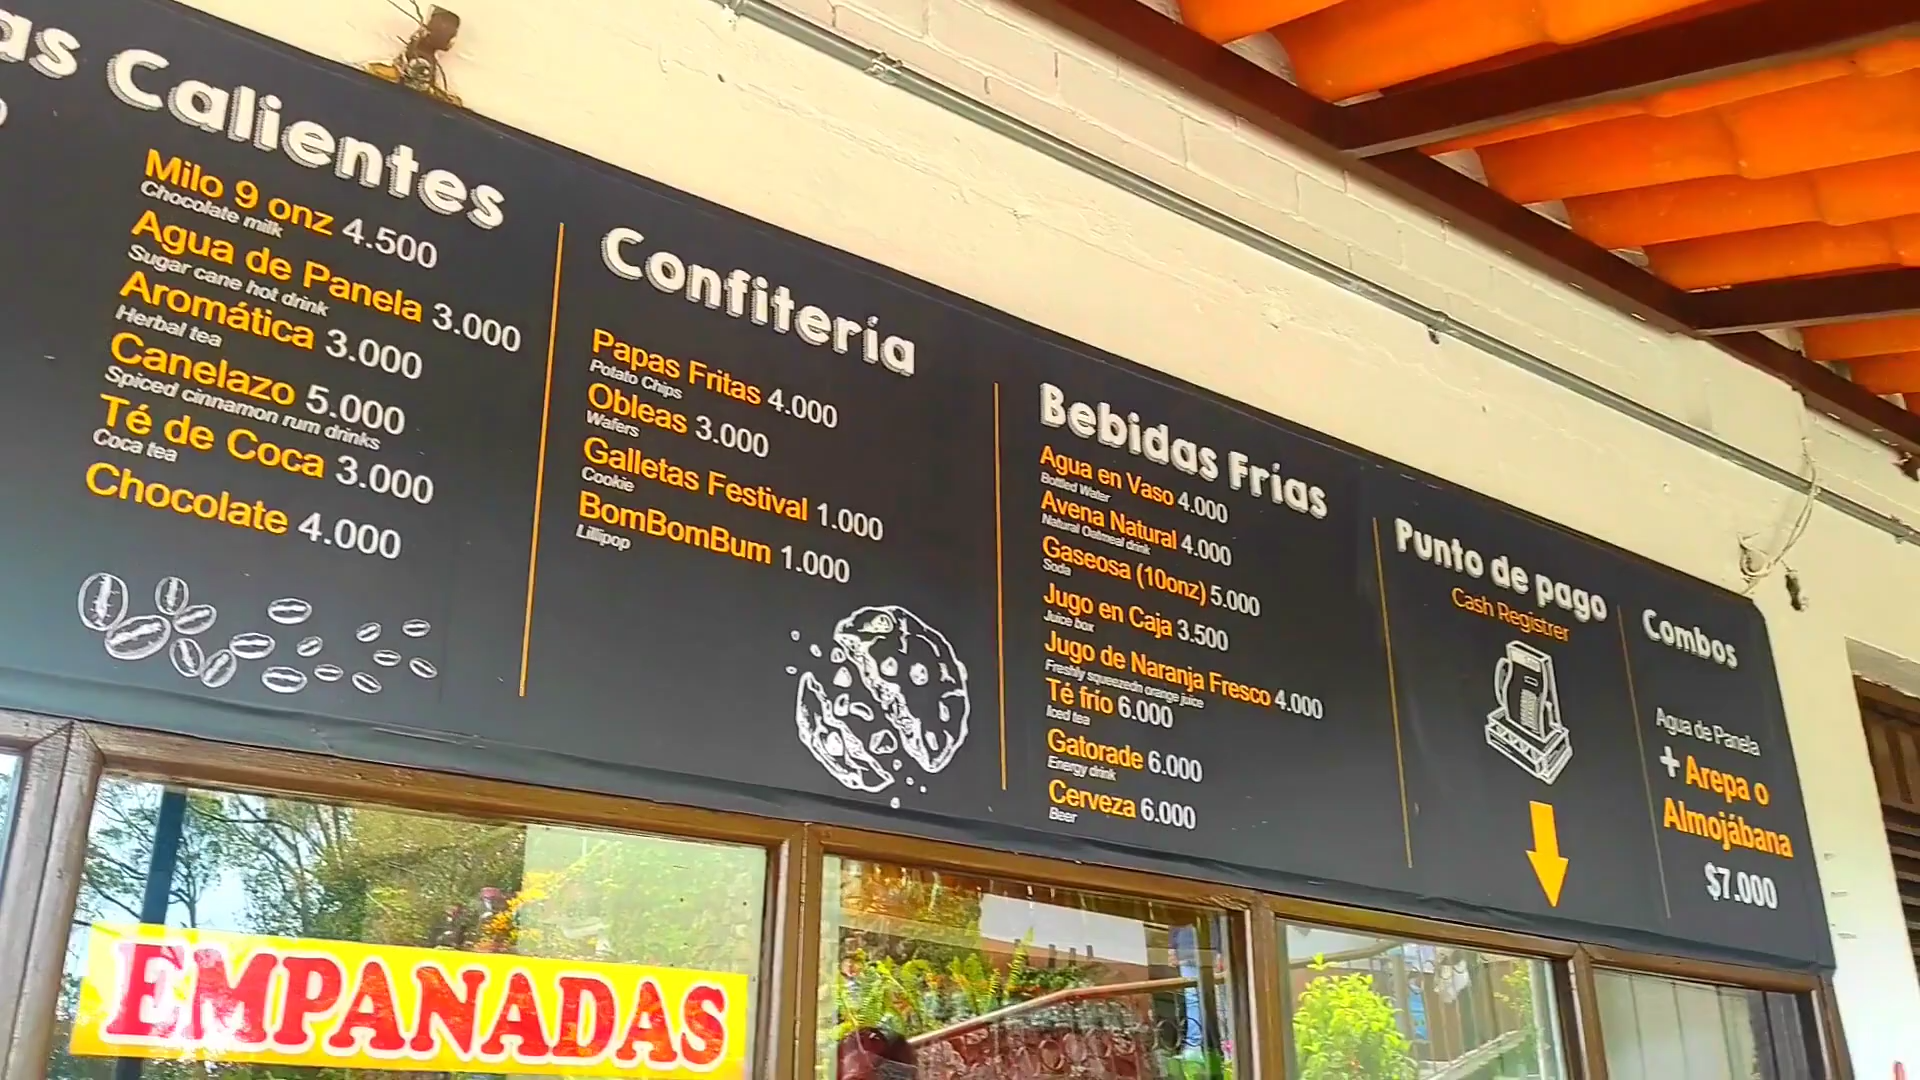 as Calientes
Milo 9 onz 4.500
Chocolate milk
Agua de Panela 3.000
Sugar cane hot drink
Aromática 3.000
Herbal tea
Canelazo 5.000
Spiced cinnamon rum drinks
Té de Coca 3.000
Coca tea
Chocolate 4.000
Confitería
Papas Fritas 4.000
Potato Chips
Obleas 3.000
Wafers
Galletas Festival 1.000
Cookie
BomBomBum 1.000
Lillipop
Bebidas Frías
Agua en Vaso 4.000
Bottled Water
Avena Natural 4.000
Natural Oatmeal drink
Gaseosa (10onz) 5.000
Soda
Jugo en Caja 3.500
Juice box
Jugo de Naranja Fresco 4.000
Freshly squeezedn orange juice
Té frío 6.000
Iced tea
Gatorade 6.000
Energy drink
Cerveza 6.000
Beer
Punto de pago
Cash Registrer
Combos
Agua de Panela
+ Arepa o
Almojábana
$7.000
EMPANADAS